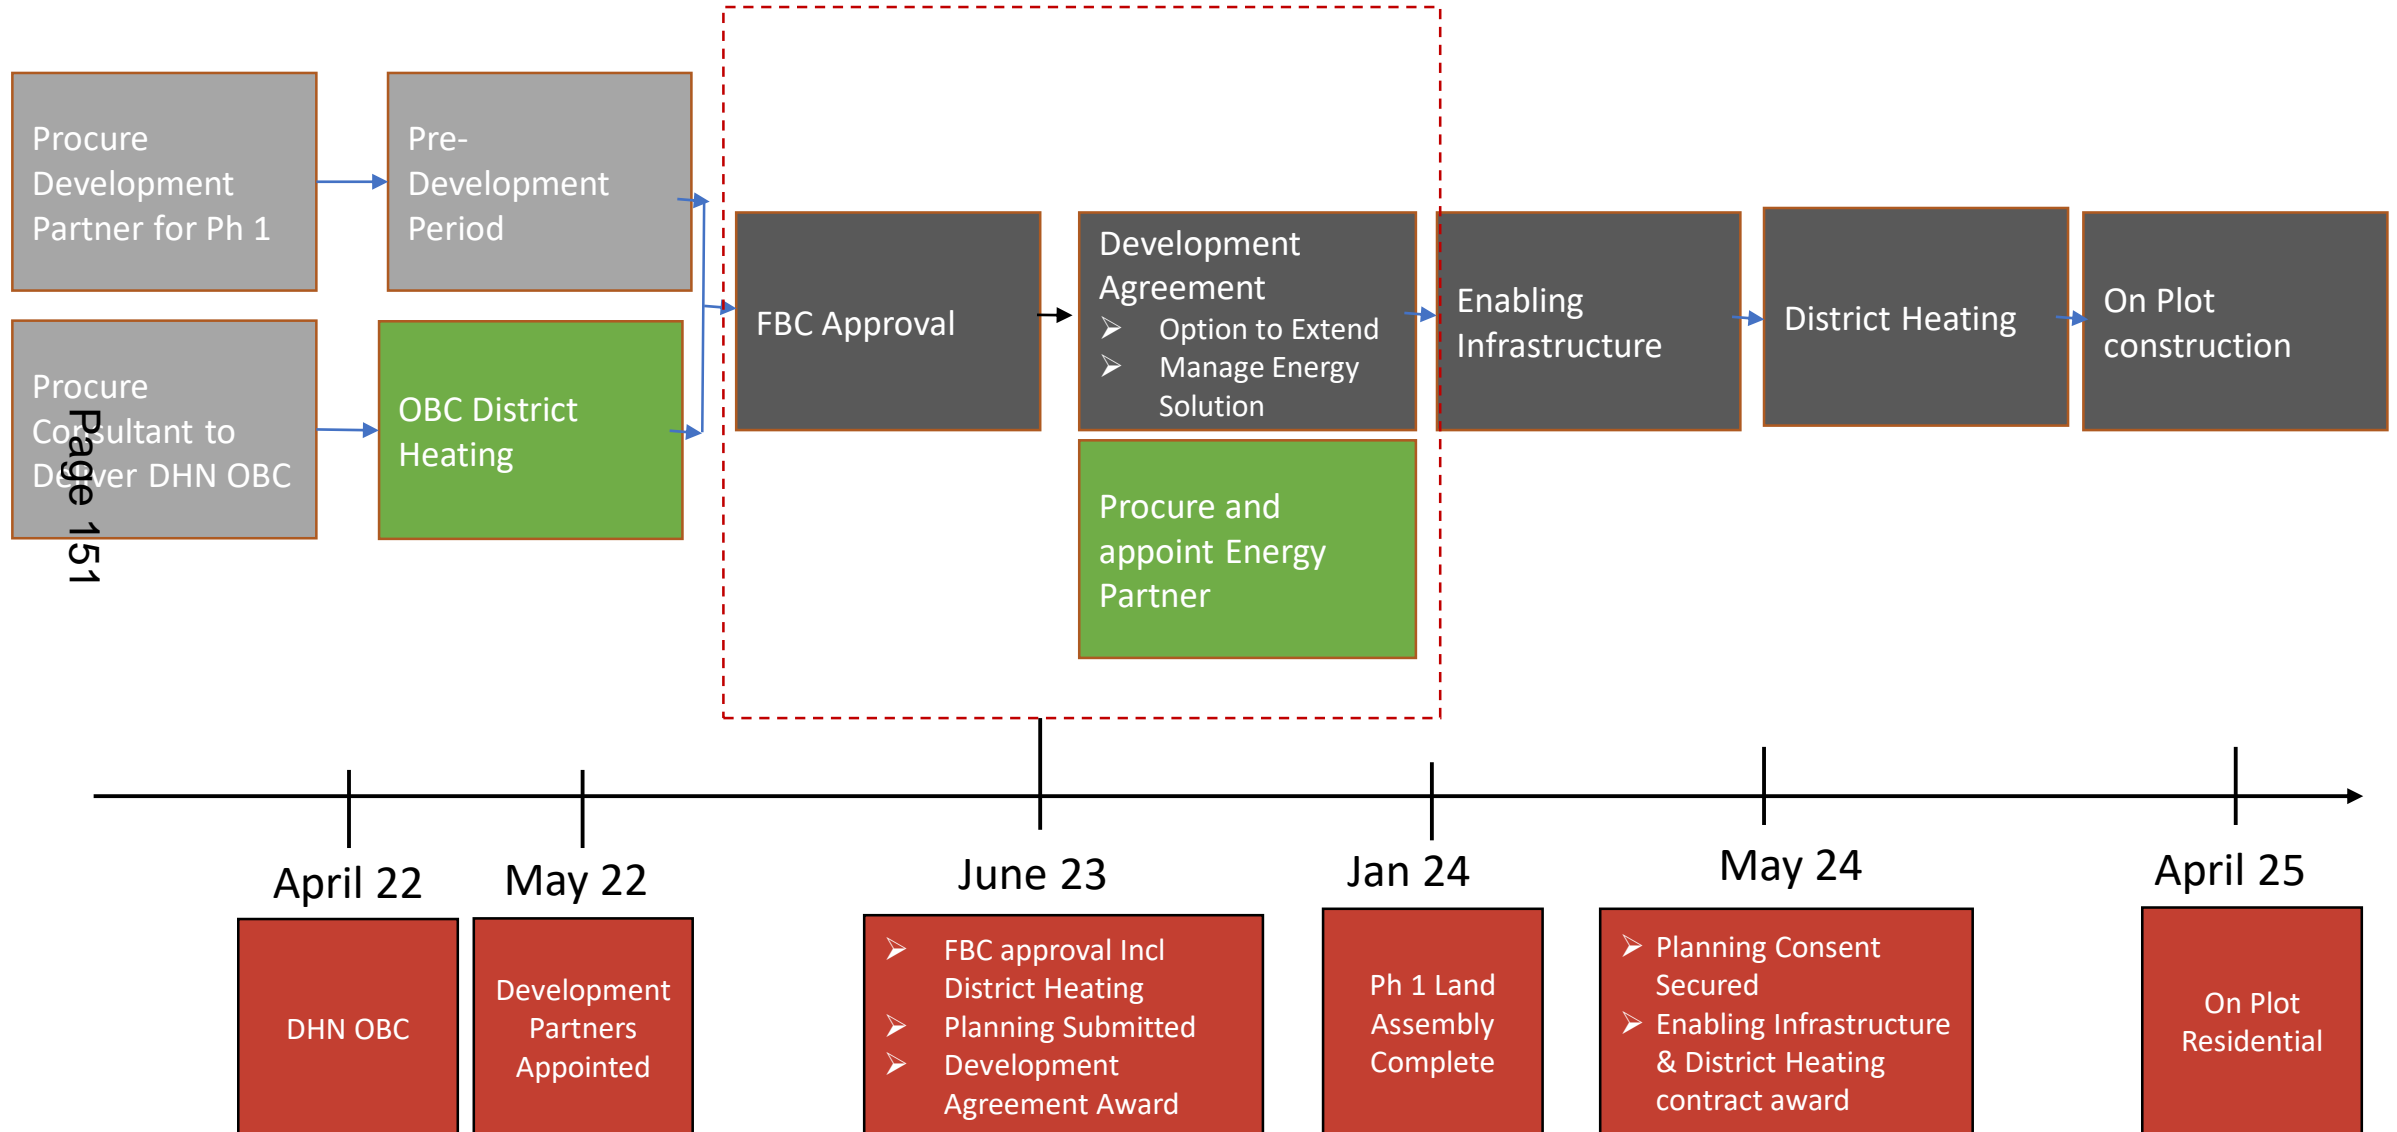 Procure
Development
Partner for Ph 1
Pre-
Development
Period
Procure
Consultant to
Deliver DHN OBC
Page 151
OBC District
Heating
FBC Approval
Development
Agreement
➢ Option to Extend
➢ Manage Energy
Solution
Procure and
appoint Energy
Partner
Enabling
Infrastructure
District Heating
On Plot
construction
April 22
May 22
June 23
Jan 24
May 24
April 25
DHN OBC
Development
Partners
Appointed
➢ FBC approval Incl
District Heating
➢ Planning Submitted
➢ Development
Agreement Award
Ph 1 Land
Assembly
Complete
➢ Planning Consent
Secured
➢ Enabling Infrastructure
& District Heating
contract award
On Plot
Residential